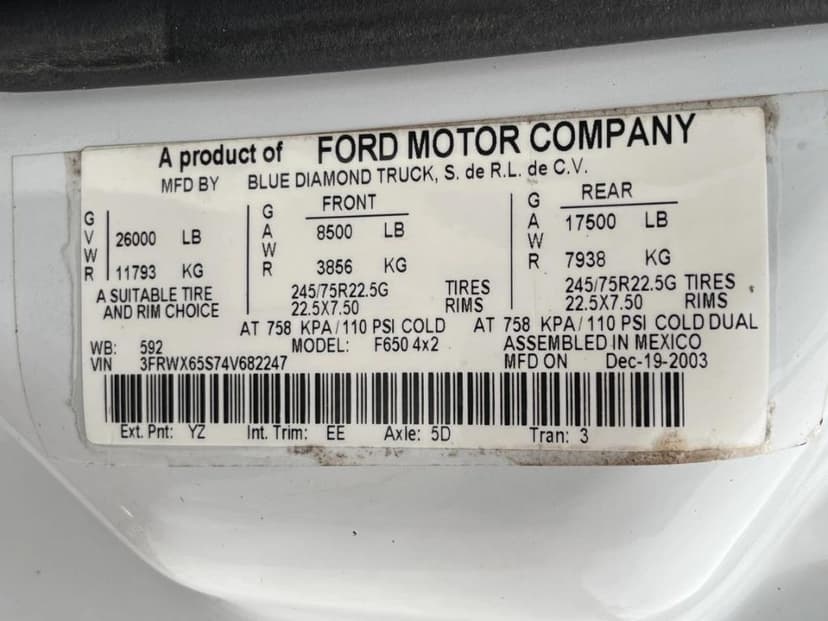 A product of FORD MOTOR COMPANY
MFD BY BLUE DIAMOND TRUCK, S. de R.L. de C.V.
GVWR 26000 LB
11793 KG
GAWR FRONT
8500 LB
3856 KG
GAWR REAR
17500 LB
7938 KG
A SUITABLE TIRE
AND RIM CHOICE
245/75R22.5G TIRES
22.5X7.50 RIMS
245/75R22.5G TIRES
22.5X7.50 RIMS
AT 758 KPA/110 PSI COLD AT 758 KPA/110 PSI COLD DUAL
WB: 592 MODEL: F650 4x2 ASSEMBLED IN MEXICO
VIN 3FRWX65S74V682247 MFD ON Dec-19-2003
Ext. Pnt: YZ Int. Trim: EE Axle: 5D Tran: 3